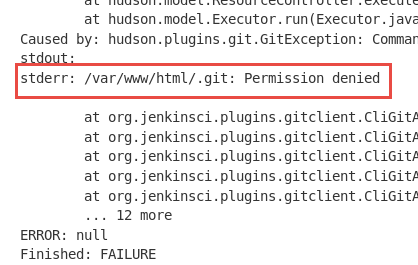 at hudson.model.ResourceController.execute
at hudson.model.Executor.run(Executor.java
Caused by: hudson.plugins.git.GitException: Comman
stdout:
stderr: /var/www/html/.git: Permission denied
at org.jenkinsci.plugins.gitclient.CliGitA
at org.jenkinsci.plugins.gitclient.CliGitA
at org.jenkinsci.plugins.gitclient.CliGitA
at org.jenkinsci.plugins.gitclient.CliGitA
at org.jenkinsci.plugins.gitclient.CliGitA
... 12 more
ERROR: null
Finished: FAILURE